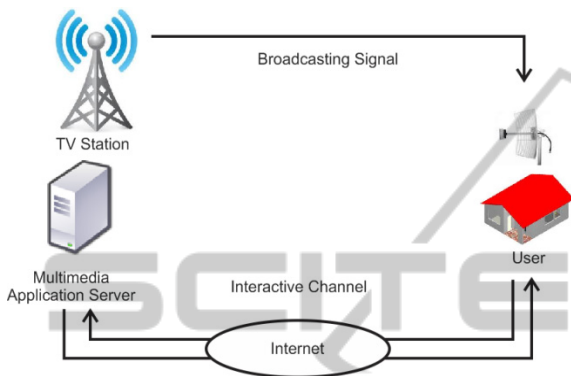 Broadcasting Signal
TV Station
User
Multimedia
Application Server
Interactive Channel
Internet
SCITE